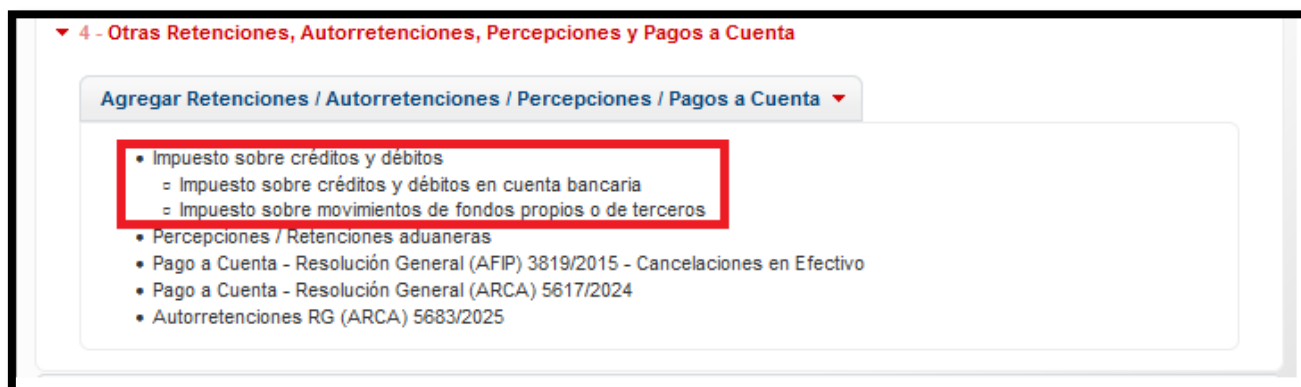 4 - Otras Retenciones, Autorretenciones, Percepciones y Pagos a Cuenta
Agregar Retenciones / Autorretenciones / Percepciones / Pagos a Cuenta
Impuesto sobre créditos y débitos
Impuesto sobre créditos y débitos en cuenta bancaria
Impuesto sobre movimientos de fondos propios o de terceros
Percepciones / Retenciones aduaneras
Pago a Cuenta - Resolución General (AFIP) 3819/2015 - Cancelaciones en Efectivo
Pago a Cuenta - Resolución General (ARCA) 5617/2024
Autorretenciones RG (ARCA) 5683/2025